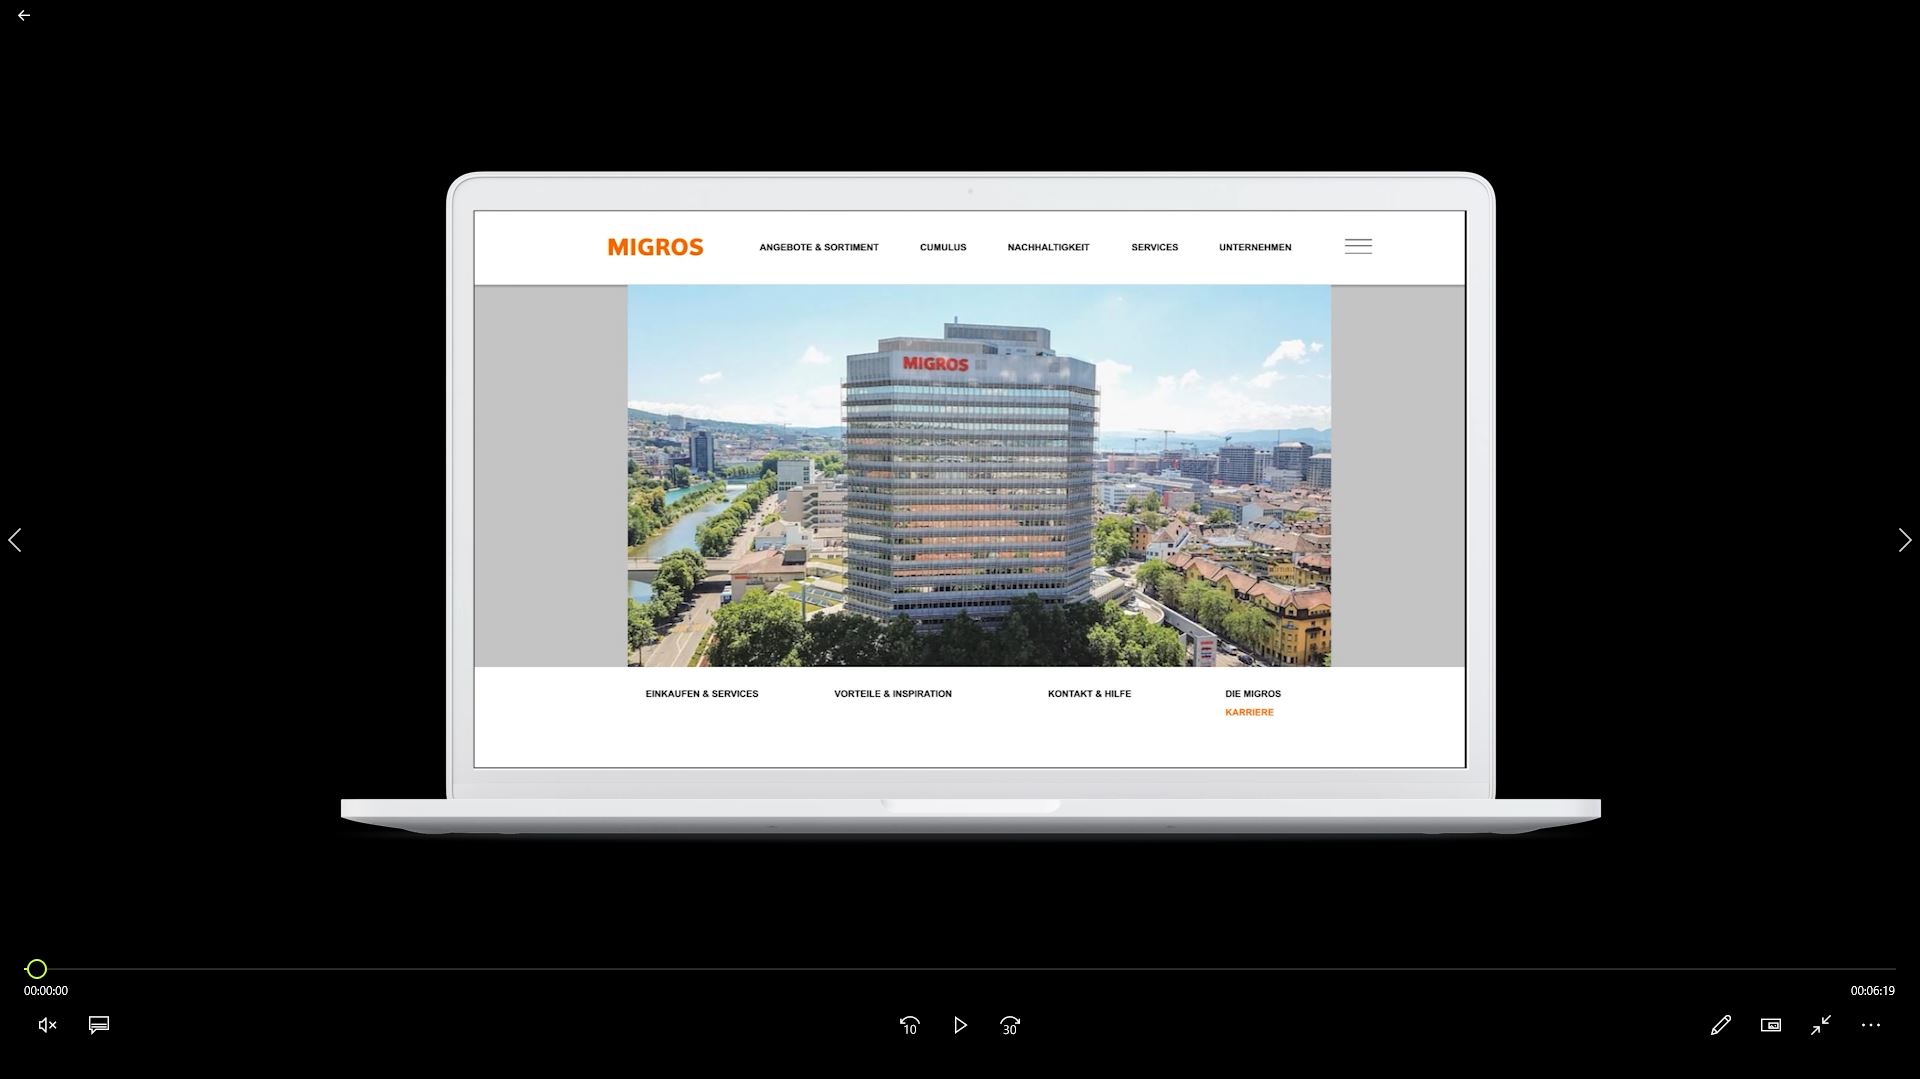 MIGROS ANGEBOTE & SORTIMENT CUMULUS NACHHALTIGKEIT SERVICES UNTERNEHMEN
MIGROS
EINKAUFEN & SERVICES VORTEILE & INSPIRATION KONTAKT & HILFE DIE MIGROS
KARRIERE
00:00:00 00:06:19
10 30